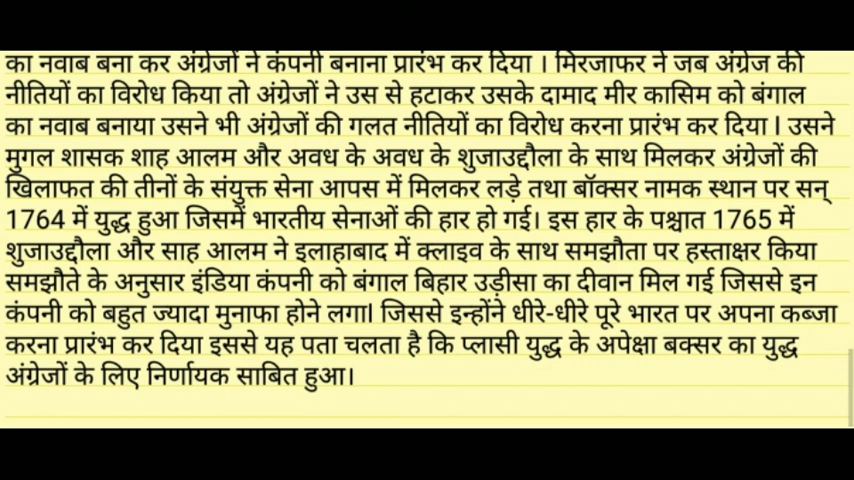 का नवाब बना कर अंग्रेजों ने कंपनी बनाना प्रारंभ कर दिया । मिरजाफर ने जब अंग्रेज की
नीतियों का विरोध किया तो अंग्रेजों ने उस से हटाकर उसके दामाद मीर कासिम को बंगाल
का नवाब बनाया उसने भी अंग्रेजों की गलत नीतियों का विरोध करना प्रारंभ कर दिया l उसने
मुगल शासक शाह आलम और अवध के अवध के शुजाउद्दौला के साथ मिलकर अंग्रेजों की
खिलाफत की तीनों के संयुक्त सेना आपस में मिलकर लड़े तथा बॉक्सर नामक स्थान पर सन्
1764 में युद्ध हुआ जिसमें भारतीय सेनाओं की हार हो गई। इस हार के पश्चात 1765 में
शुजाउद्दौला और साह आलम ने इलाहाबाद में क्लाइव के साथ समझौता पर हस्ताक्षर किया
समझौते के अनुसार इंडिया कंपनी को बंगाल बिहार उड़ीसा का दीवान मिल गई जिससे इन
कंपनी को बहुत ज्यादा मुनाफा होने लगाl जिससे इन्होंने धीरे-धीरे पूरे भारत पर अपना कब्जा
करना प्रारंभ कर दिया इससे यह पता चलता है कि प्लासी युद्ध के अपेक्षा बक्सर का युद्ध
अंग्रेजों के लिए निर्णायक साबित हुआ।